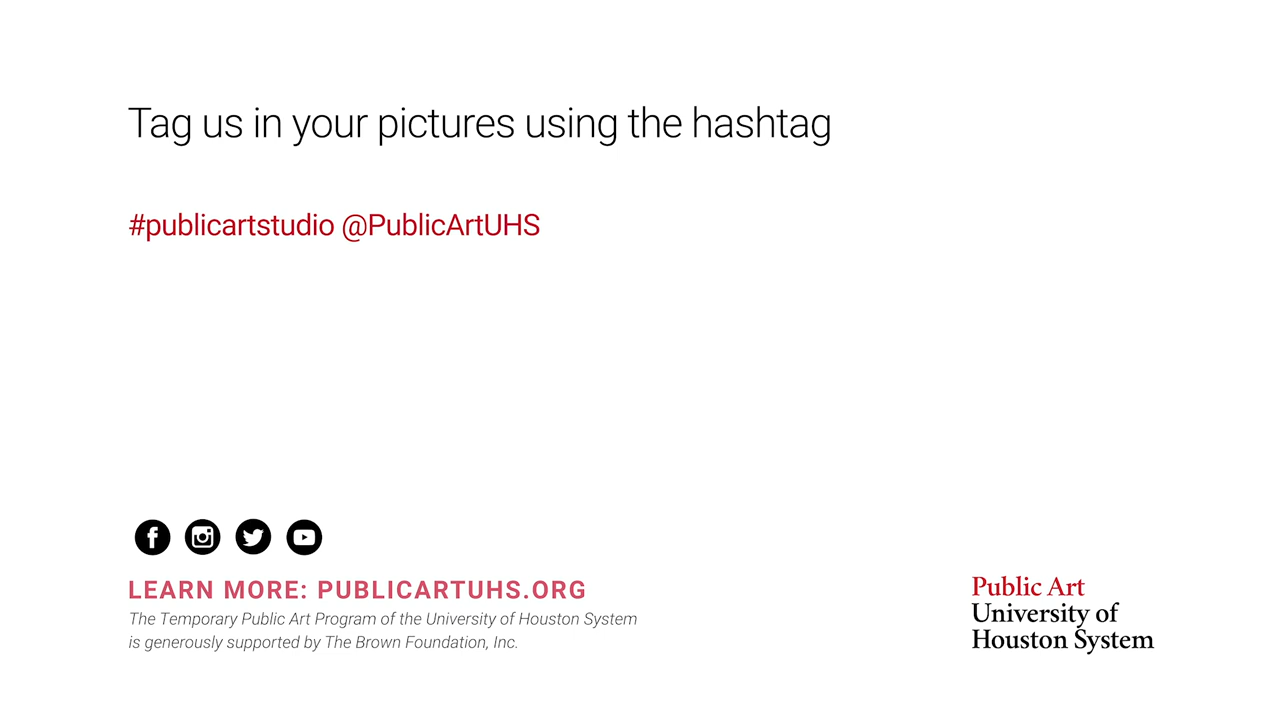 Tag us in your pictures using the hashtag
#publicartstudio @PublicArtUHS
LEARN MORE: PUBLICARTUHS.ORG
The Temporary Public Art Program of the University of Houston System
is generously supported by The Brown Foundation, Inc.
Public Art
University of
Houston System